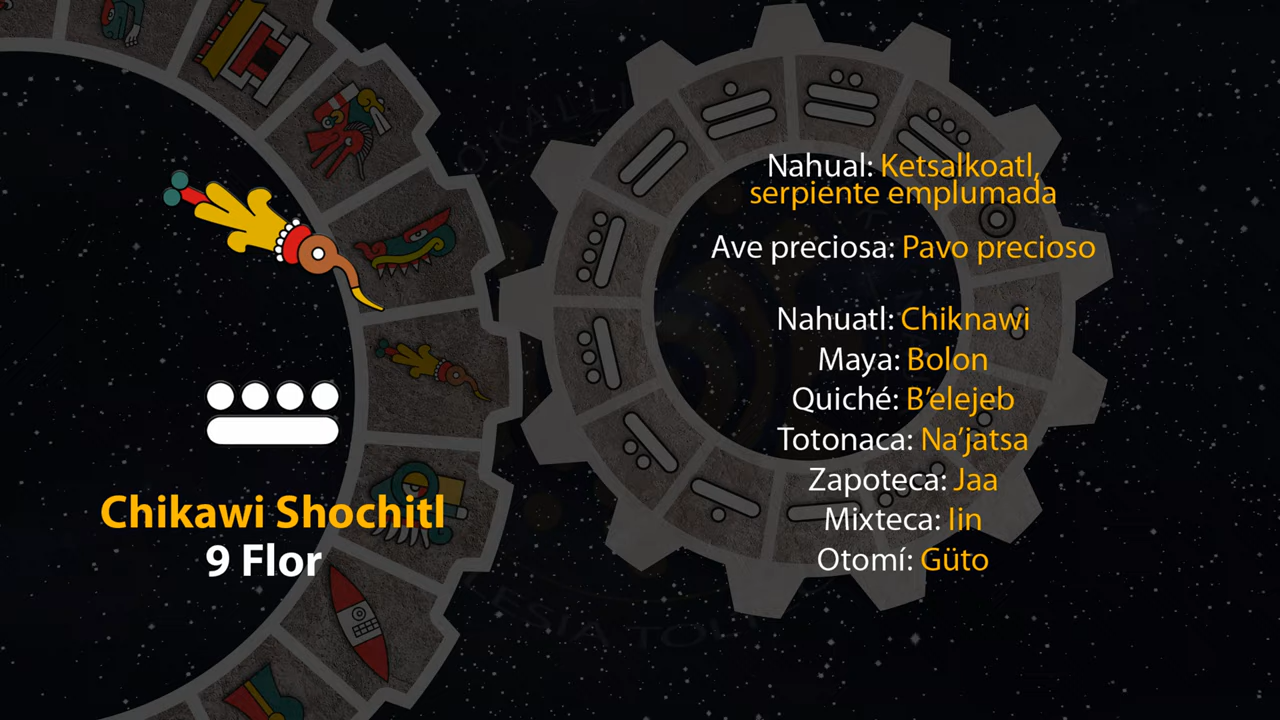 Chikawi Shochitl
9 Flor
Nahual: Ketsalkoatl,
serpiente emplumada
Ave preciosa: Pavo precioso
Nahuatl: Chiknawi
Maya: Bolon
Quiché: B’elejeb
Totonaca: Na’jatsa
Zapoteca: Jaa
Mixteca: Iin
Otomí: Güto